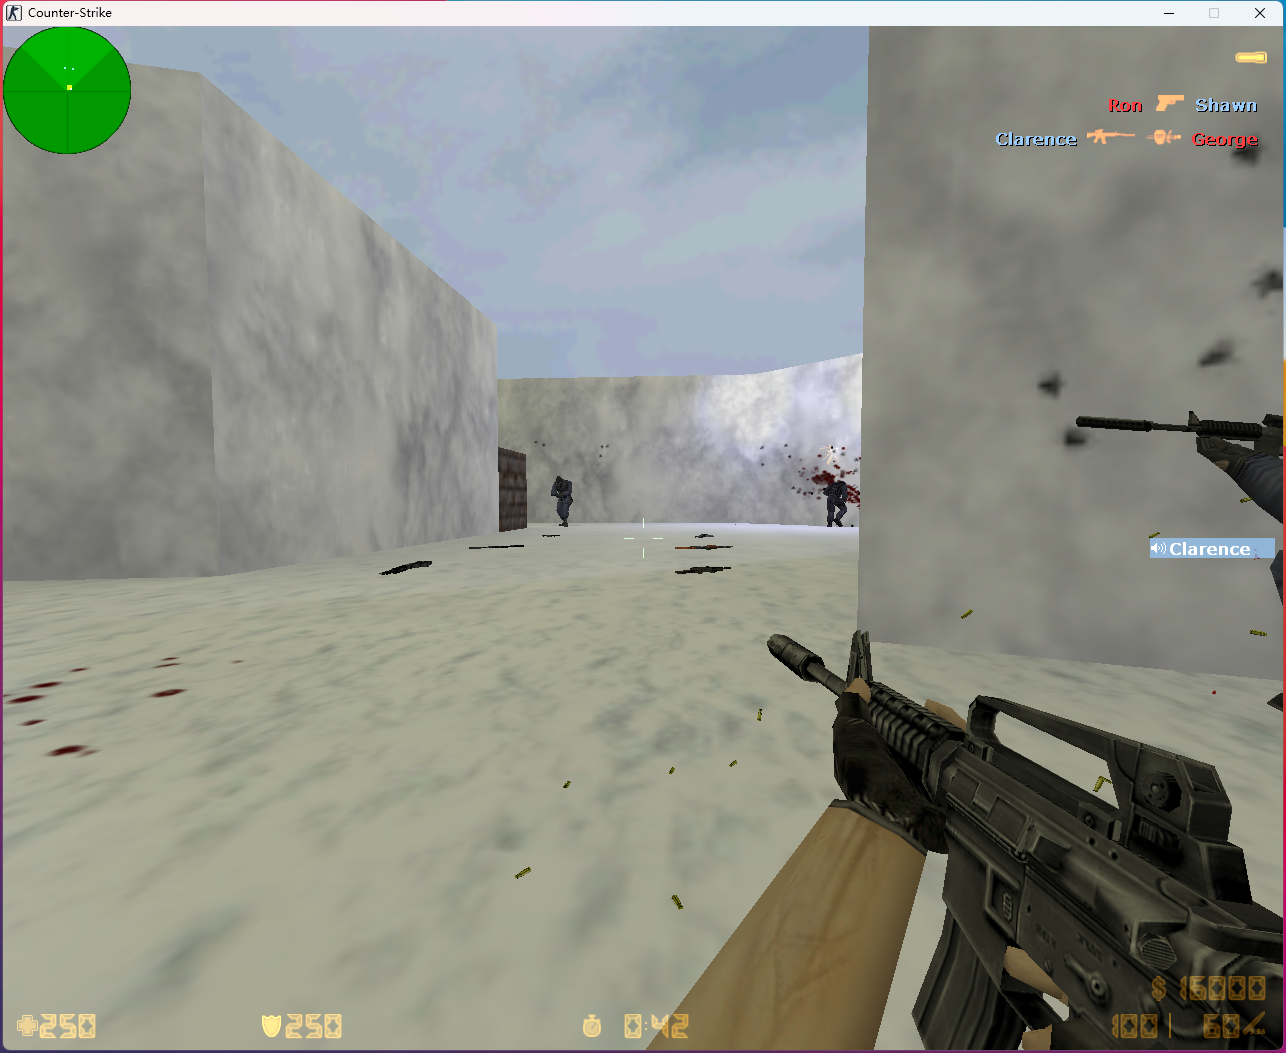 Counter-Strike
Ron Shawn
Clarence George
Clarence
$ 16000
250 250 0:42 100 | 60